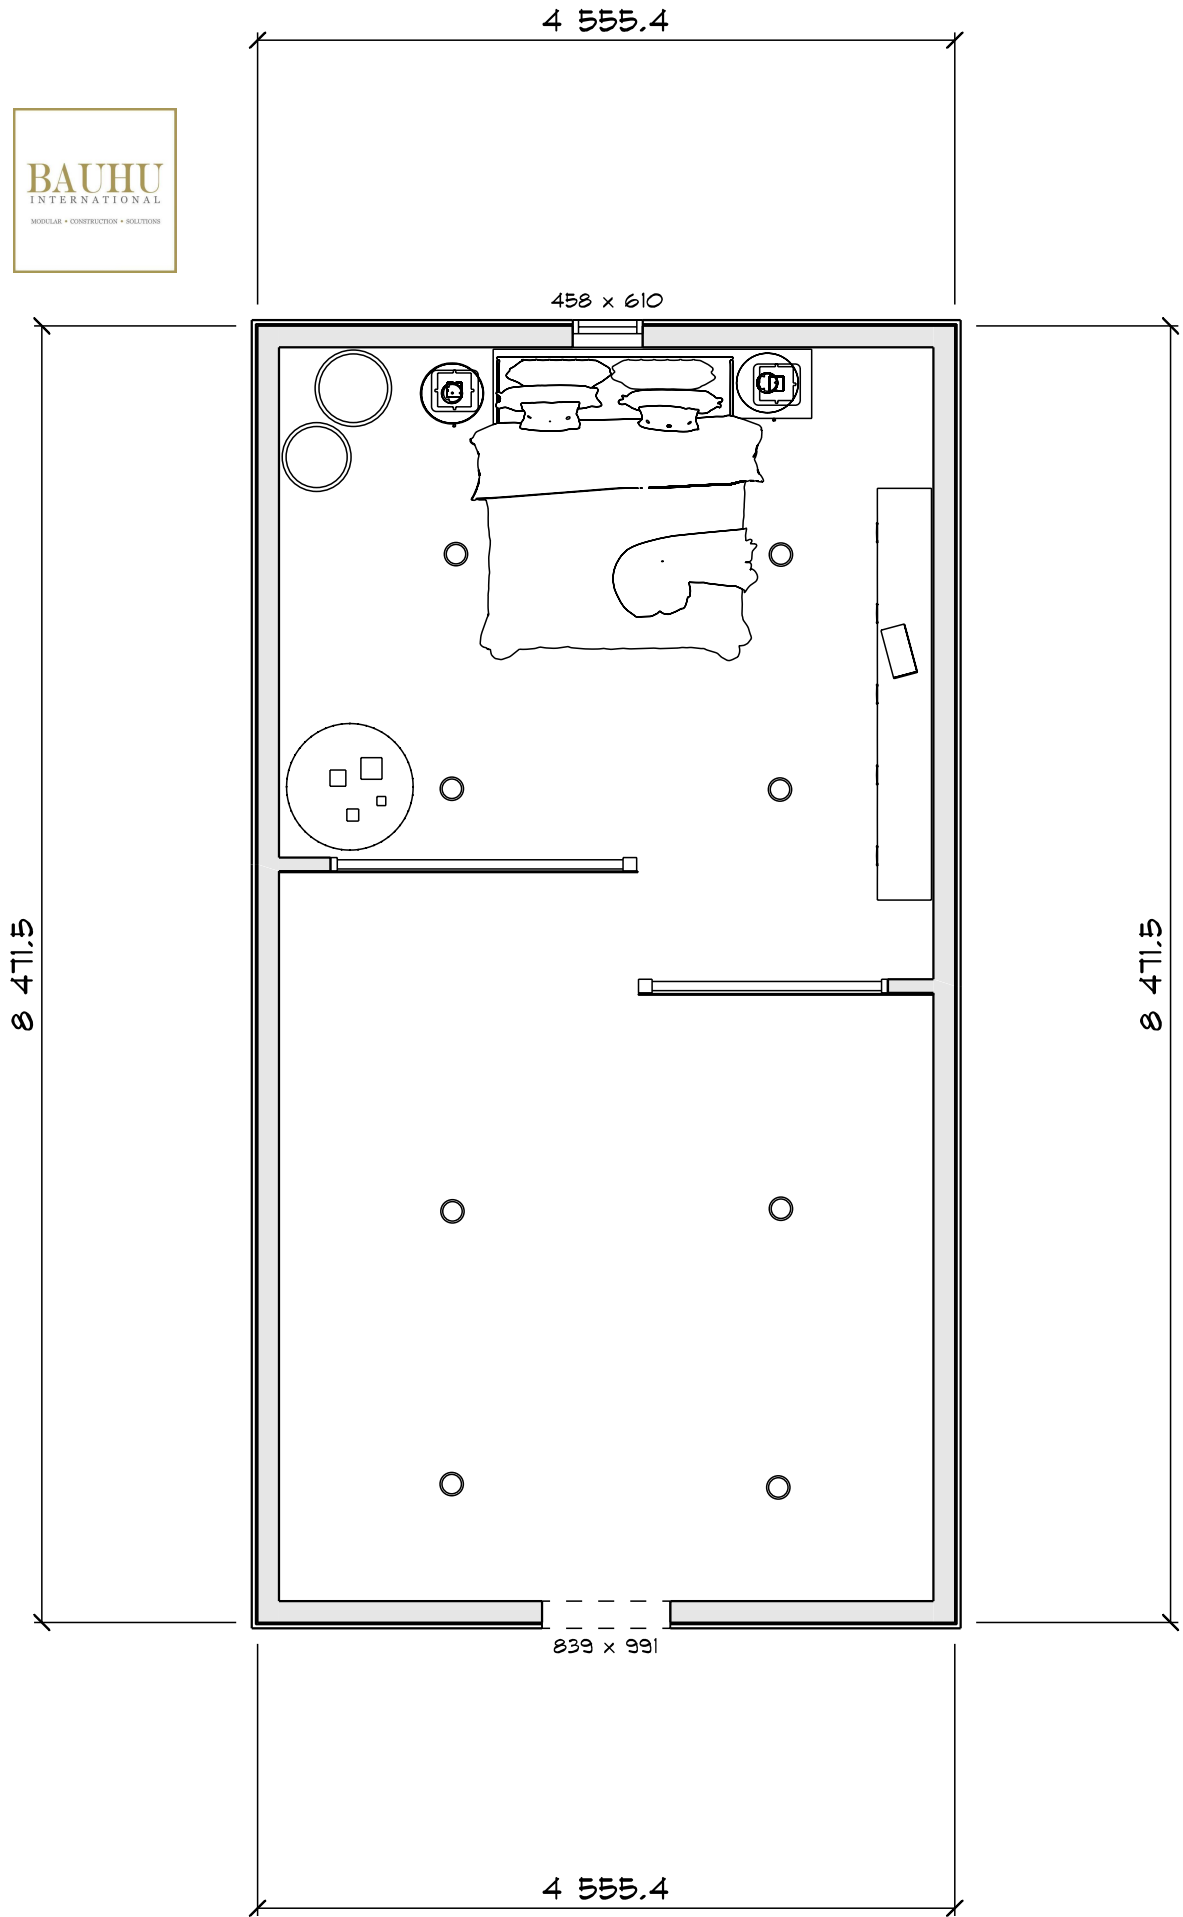 4 555.4
BAUHU
INTERNATIONAL
MODULAR • CONSTRUCTION • SOLUTIONS
458 x 610
8 471.5
8 471.5
839 x 991
4 555.4